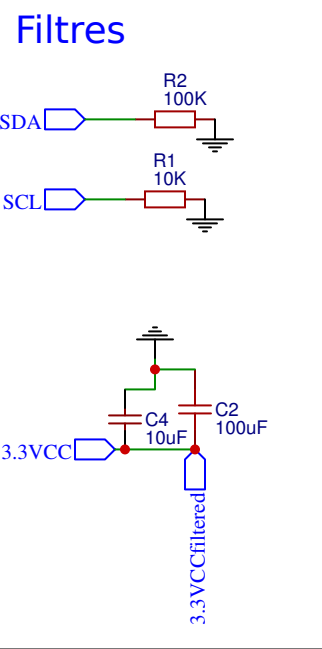 Filtres
R2
100K
SDA
R1
10K
SCL
C4
10uF
C2
100uF
3.3VCC
3.3VCCfiltered